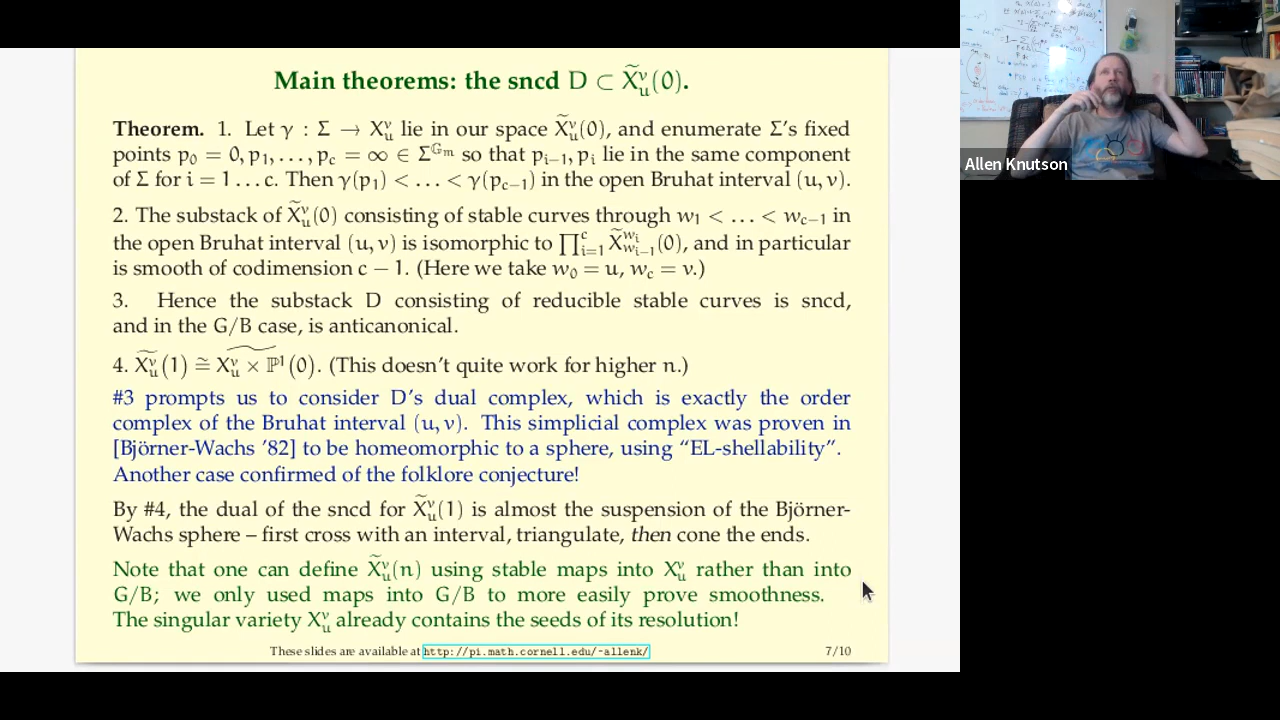 Main theorems: the sncd D ⊂ X̃ᵥᵤ(0).
Theorem. 1. Let γ : Σ → Xᵤᵛ lie in our space X̃ᵤᵛ(0), and enumerate Σ's fixed
points p₀ = 0, p₁, …, p_c = ∞ ∈ Σ^{𝔾ₘ} so that p_{i−1}, p_i lie in the same component
of Σ for i = 1 … c. Then γ(p₁) < … < γ(p_{c−1}) in the open Bruhat interval (u, v).
2. The substack of X̃ᵤᵛ(0) consisting of stable curves through w₁ < … < w_{c−1} in
the open Bruhat interval (u, v) is isomorphic to ∏_{i=1}^{c} X̃_{w_{i−1}}^{w_i}(0), and in particular
is smooth of codimension c − 1. (Here we take w₀ = u, w_c = v.)
3. Hence the substack D consisting of reducible stable curves is sncd,
and in the G/B case, is anticanonical.
4. X̃ᵤᵛ(1) ≅ \widetilde{Xᵤᵛ × ℙ¹}(0). (This doesn't quite work for higher n.)
#3 prompts us to consider D's dual complex, which is exactly the order
complex of the Bruhat interval (u, v). This simplicial complex was proven in
[Björner-Wachs '82] to be homeomorphic to a sphere, using “EL-shellability”.
Another case confirmed of the folklore conjecture!
By #4, the dual of the sncd for X̃ᵤᵛ(1) is almost the suspension of the Björner-
Wachs sphere – first cross with an interval, triangulate, then cone the ends.
Note that one can define X̃ᵤᵛ(n) using stable maps into Xᵤᵛ rather than into
G/B; we only used maps into G/B to more easily prove smoothness.
The singular variety Xᵤᵛ already contains the seeds of its resolution!
These slides are available at http://pi.math.cornell.edu/~allenk/
7/10
Allen Knutson